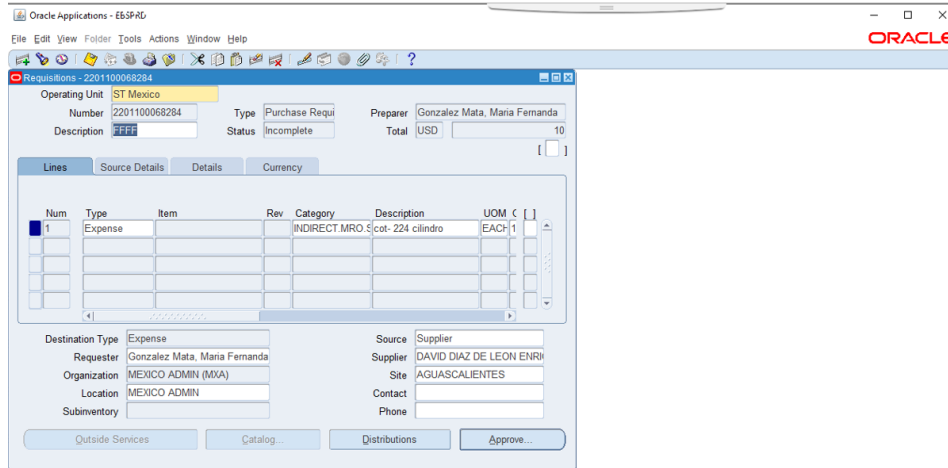 Oracle Applications - EBSPRD
File Edit View Folder Tools Actions Window Help
ORACLE
Requisitions - 2201100068284
Operating Unit ST Mexico
Number 2201100068284 Type Purchase Requi Preparer Gonzalez Mata, Maria Fernanda
Description FFFF Status Incomplete Total USD 10
[ ]
Lines Source Details Details Currency
Num Type Item Rev Category Description UOM C [ ]
1 Expense INDIRECT.MRO.S cot- 224 cilindro EACH 1
Destination Type Expense Source Supplier
Requester Gonzalez Mata, Maria Fernanda Supplier DAVID DIAZ DE LEON ENRI
Organization MEXICO ADMIN (MXA) Site AGUASCALIENTES
Location MEXICO ADMIN Contact
Subinventory Phone
Outside Services Catalog... Distributions Approve...